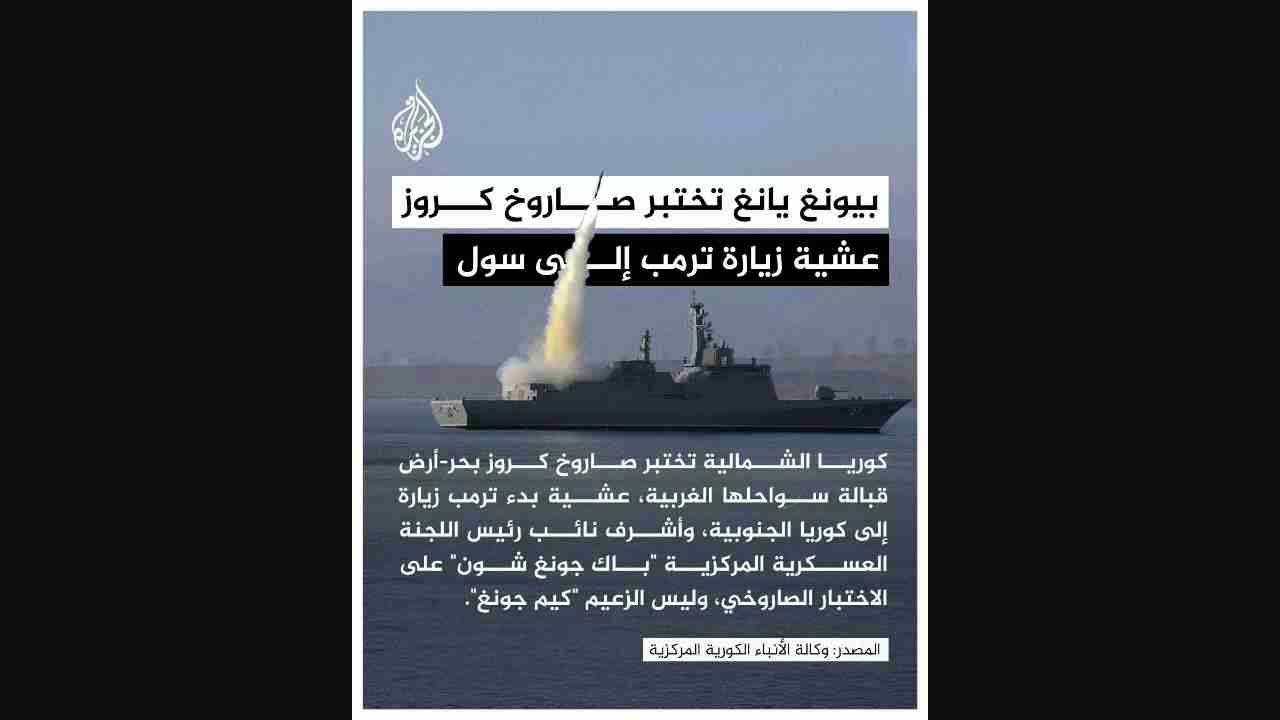 الجزيرة
بيونغ يانغ تختبر صـــاروخ كـــروز
عشية زيارة ترمب إلـــى سول
كوريـــا الشـــمالية تختبر صـــاروخ كـــروز بحر-أرض
قبالة ســـواحلها الغربية، عشـــية بدء ترمب زيارة
إلى كوريا الجنوبية، وأشـــرف نائـــب رئيس اللجنة
العســـكرية المركزيـــة "بـــاك جونغ شـــون" على
الاختبار الصاروخي، وليس الزعيم "كيم جونغ".
المصدر: وكالة الأنباء الكورية المركزية